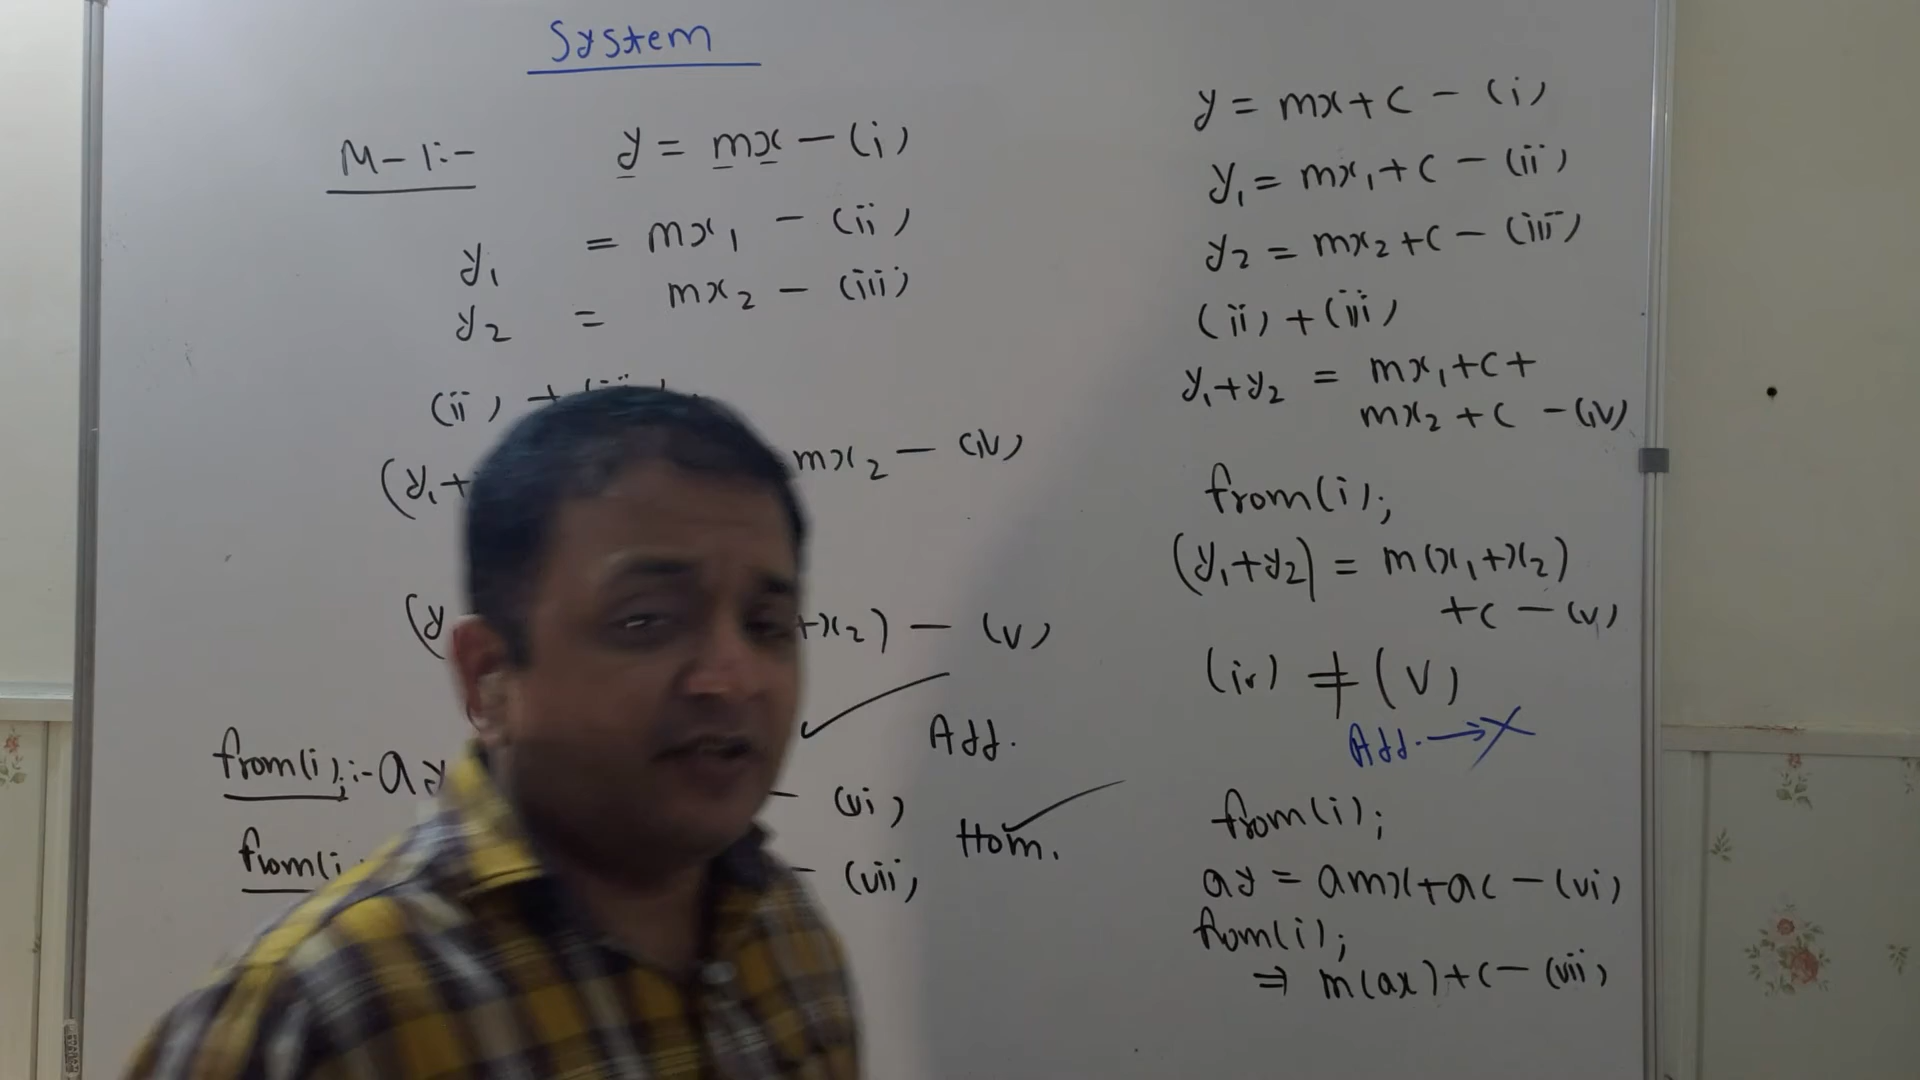 System
M-1:- y = mx - (i)
y₁ = mx₁ - (ii)
y₂ = mx₂ - (iii)
(ii) +
(y₁+ mx₂ - (iv)
(y +x₂) - (v)
Add.
from(i);:- ay - (vi)
Hom.
from(i - (vii)
y = mx+c - (i)
y₁ = mx₁+c - (ii)
y₂ = mx₂+c - (iii)
(ii) + (iii)
y₁+y₂ = mx₁+c+
mx₂+c - (iv)
from(i);
(y₁+y₂) = m(x₁+x₂)
+c - (v)
(iv) ≠ (v)
Add. → X
from(i);
ay = amx+ac - (vi)
from(i);
⇒ m(ax)+c - (vii)